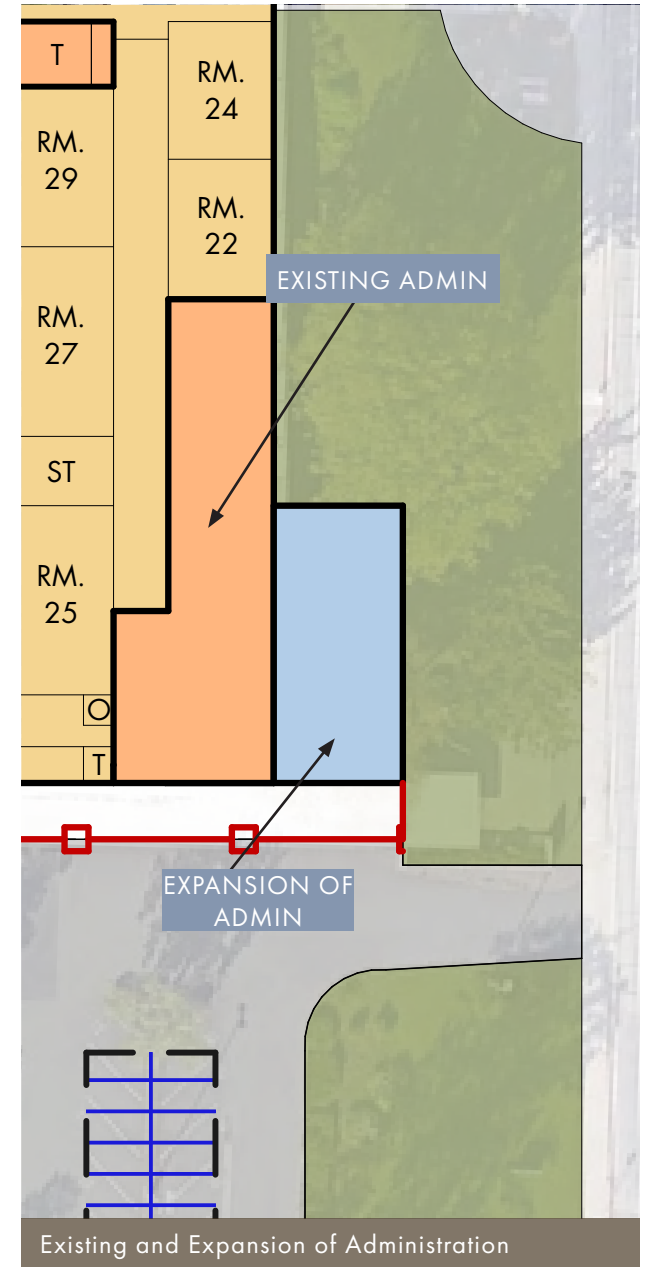 T
RM.
24
RM.
29
RM.
22
EXISTING ADMIN
RM.
27
ST
RM.
25
O
T
EXPANSION OF
ADMIN
Existing and Expansion of Administration